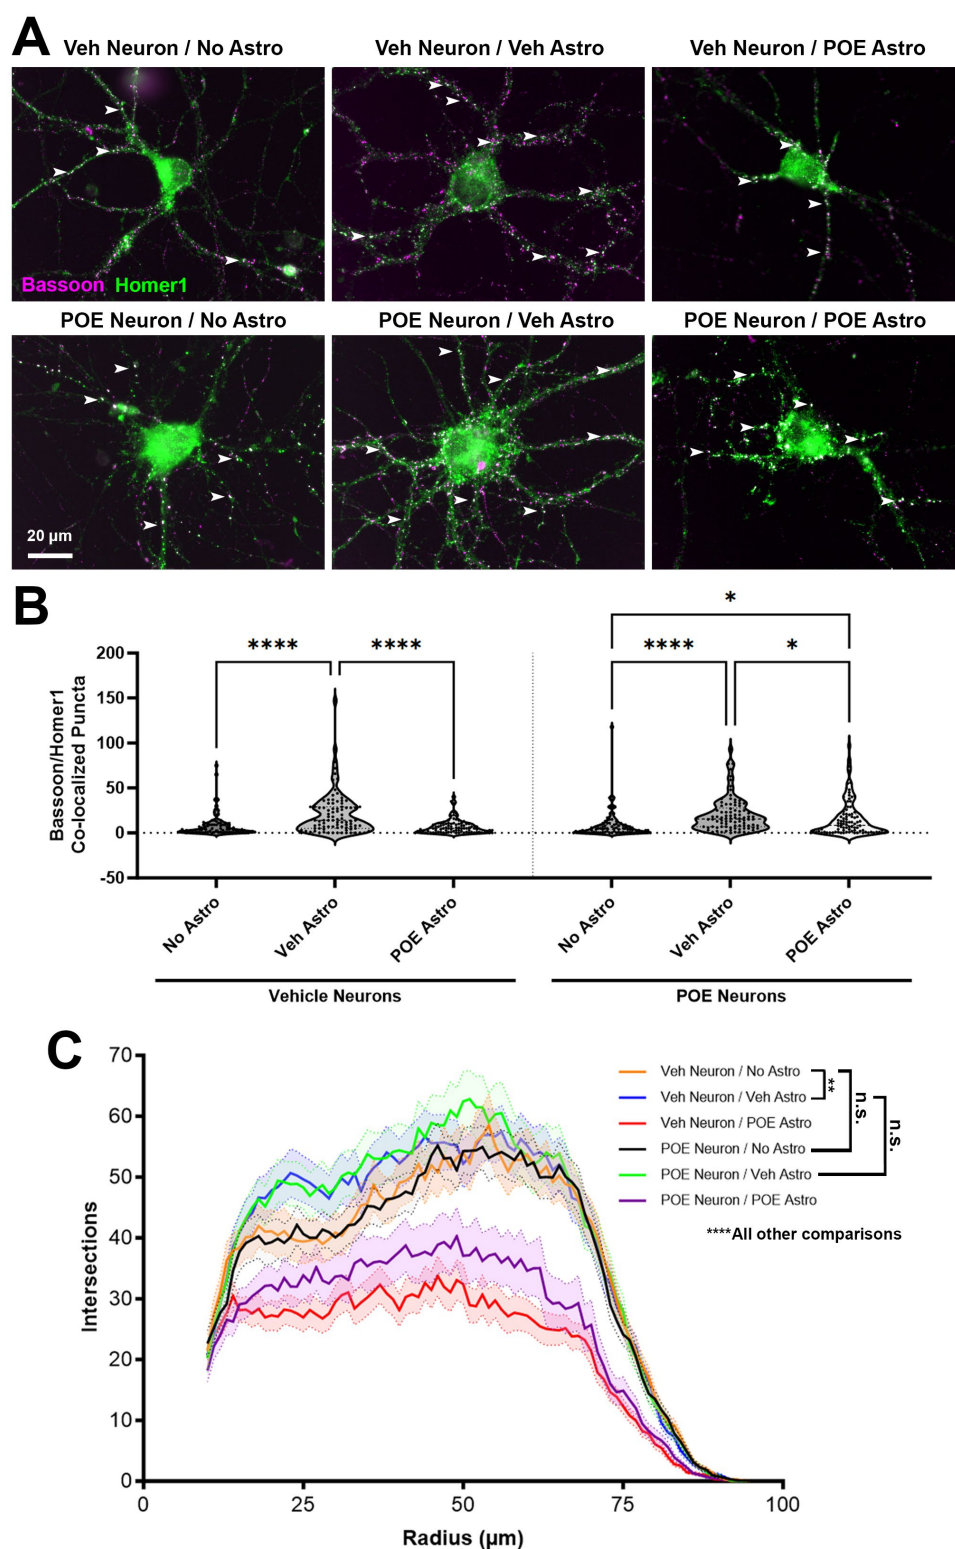 A
Veh Neuron / No Astro
Veh Neuron / Veh Astro
Veh Neuron / POE Astro
Bassoon Homer1
POE Neuron / No Astro
POE Neuron / Veh Astro
POE Neuron / POE Astro
20 µm
B
*
**** **** **** *
Bassoon/Homer1
Co-localized Puncta
200
150
100
50
0
-50
No Astro
Veh Astro
POE Astro
No Astro
Veh Astro
POE Astro
Vehicle Neurons
POE Neurons
C
Intersections
70
60
50
40
30
20
10
0
0 25 50 75 100
Radius (µm)
Veh Neuron / No Astro
Veh Neuron / Veh Astro
Veh Neuron / POE Astro
POE Neuron / No Astro
POE Neuron / Veh Astro
POE Neuron / POE Astro
**
n.s.
n.s.
****All other comparisons